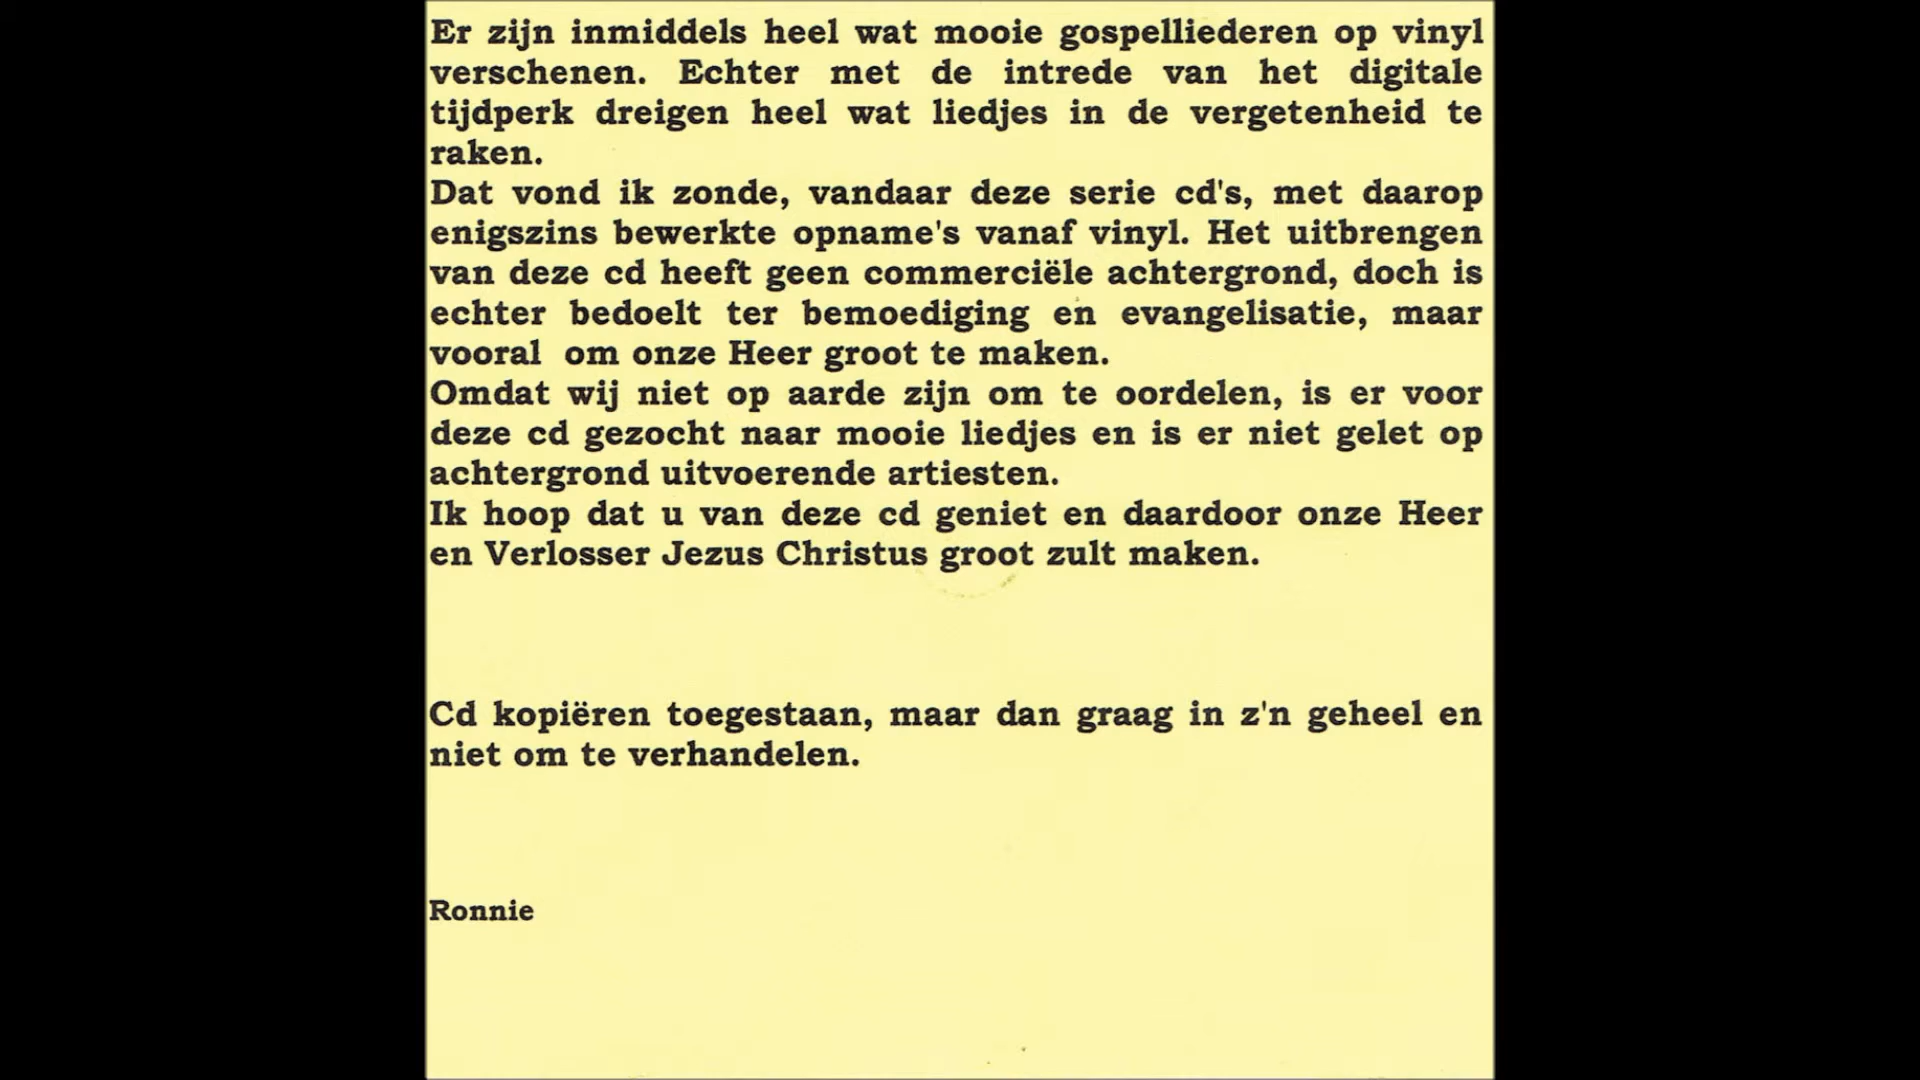 Er zijn inmiddels heel wat mooie gospelliederen op vinyl
verschenen. Echter met de intrede van het digitale
tijdperk dreigen heel wat liedjes in de vergetenheid te
raken.
Dat vond ik zonde, vandaar deze serie cd's, met daarop
enigszins bewerkte opname's vanaf vinyl. Het uitbrengen
van deze cd heeft geen commerciële achtergrond, doch is
echter bedoelt ter bemoediging en evangelisatie, maar
vooral om onze Heer groot te maken.
Omdat wij niet op aarde zijn om te oordelen, is er voor
deze cd gezocht naar mooie liedjes en is er niet gelet op
achtergrond uitvoerende artiesten.
Ik hoop dat u van deze cd geniet en daardoor onze Heer
en Verlosser Jezus Christus groot zult maken.
Cd kopiëren toegestaan, maar dan graag in z'n geheel en
niet om te verhandelen.
Ronnie